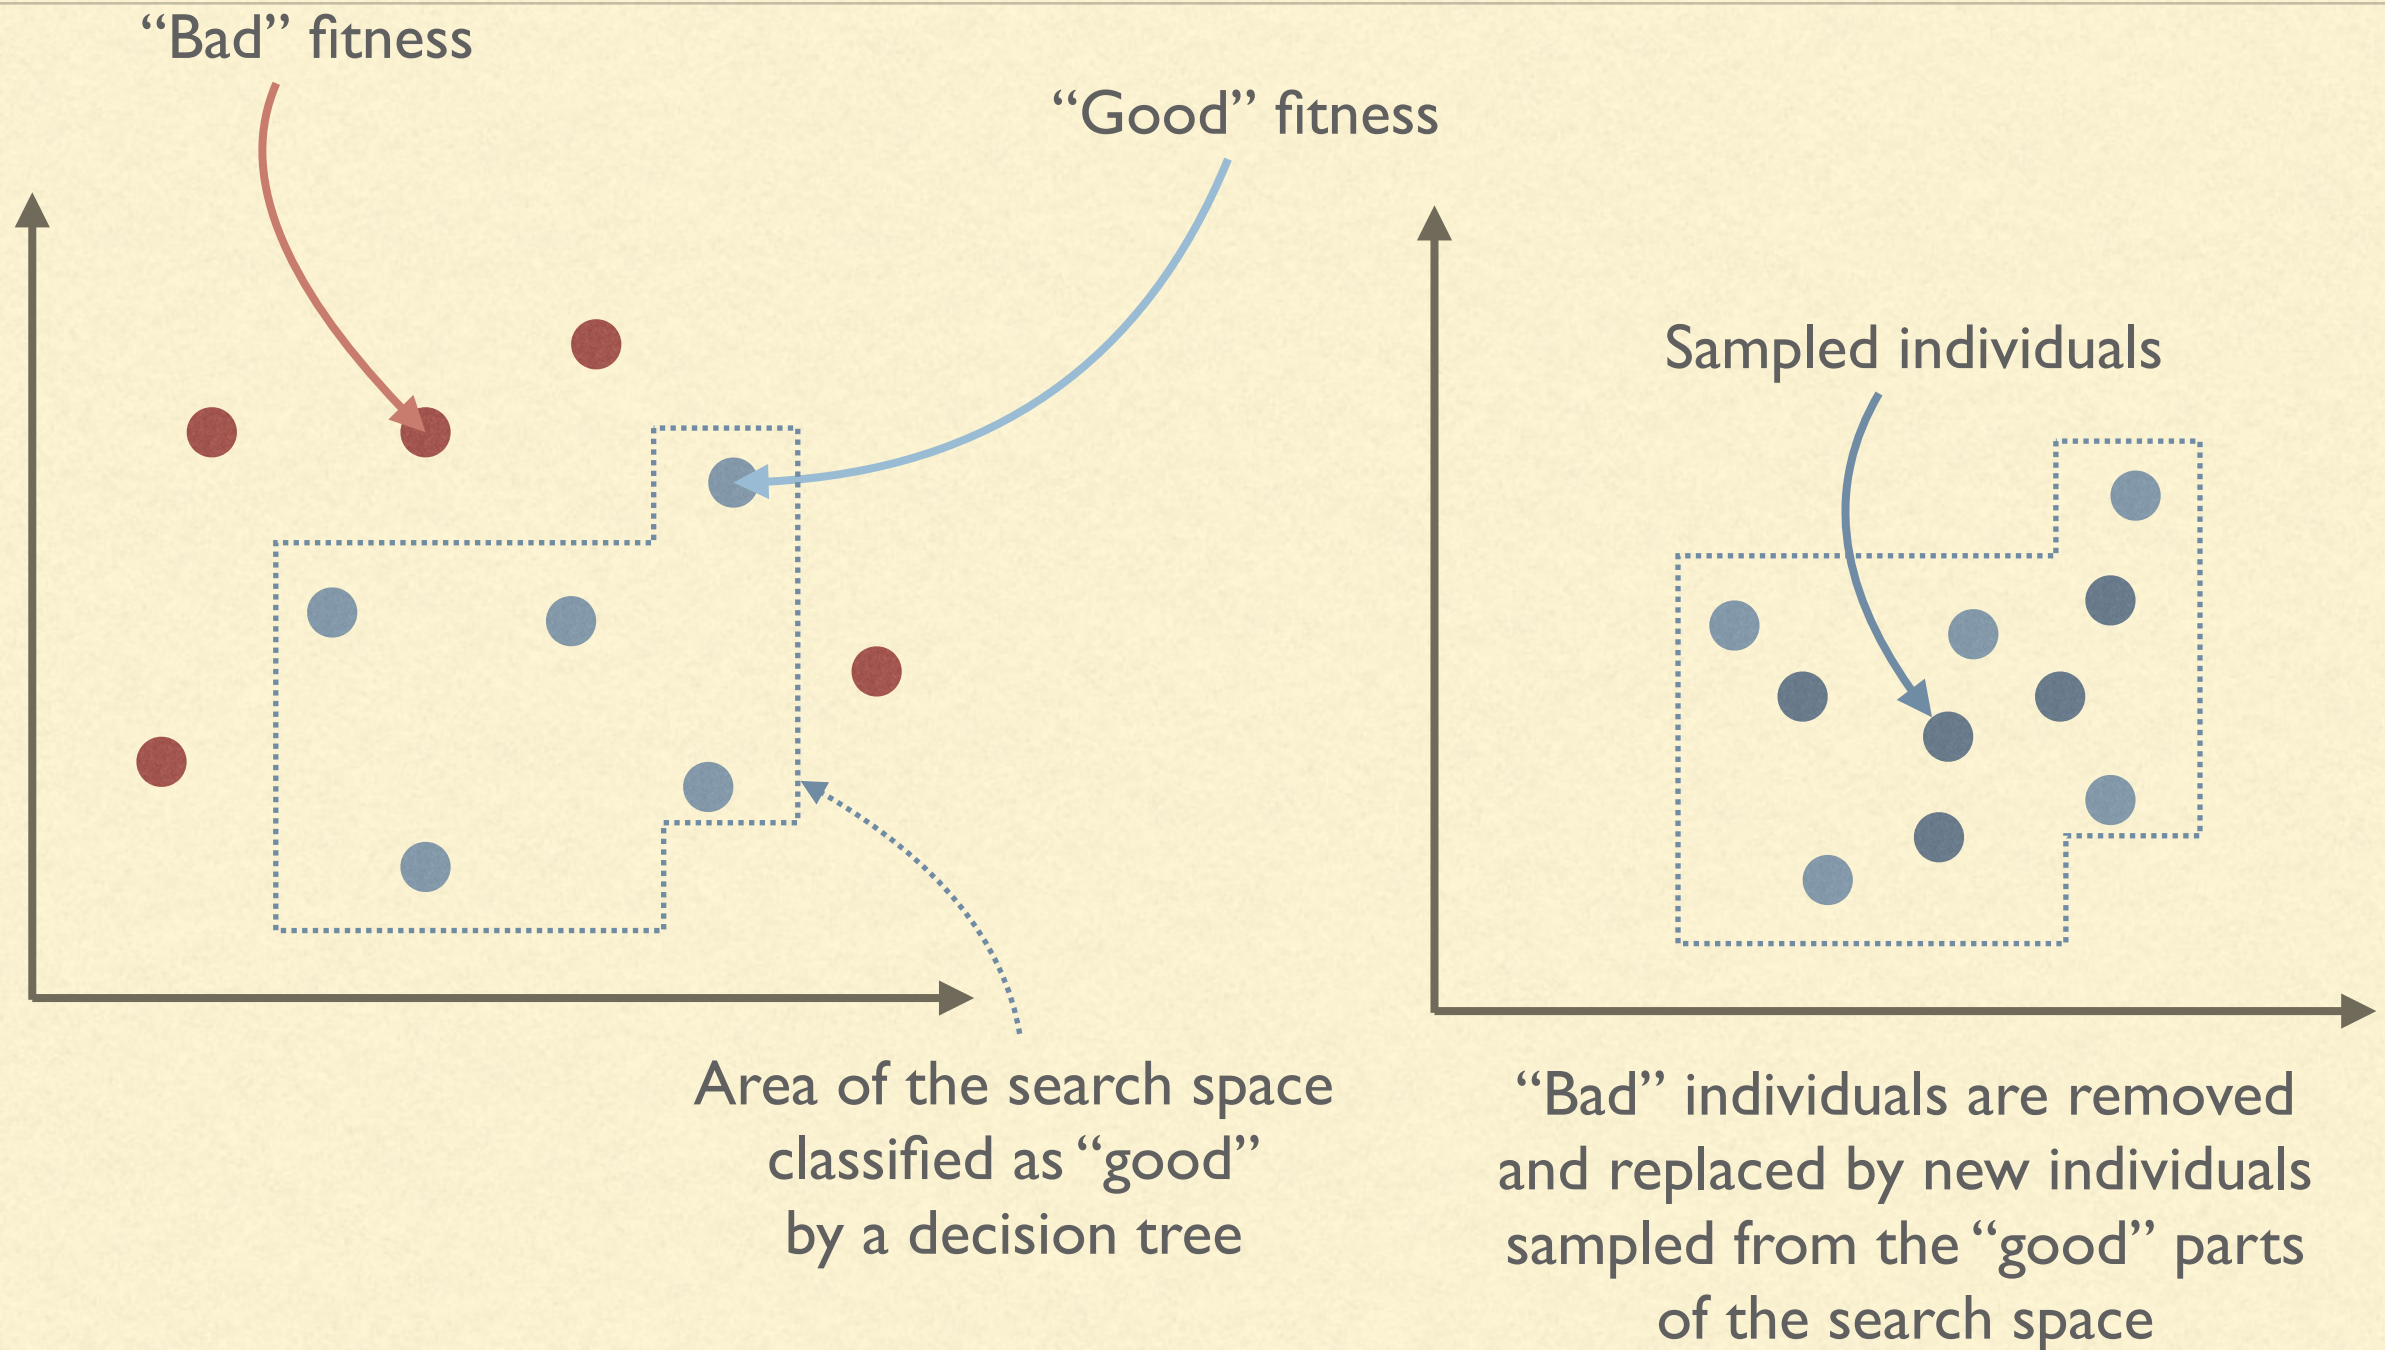 “Bad” fitness
“Good” fitness
Sampled individuals
Area of the search space
classified as “good”
by a decision tree
“Bad” individuals are removed
and replaced by new individuals
sampled from the “good” parts
of the search space